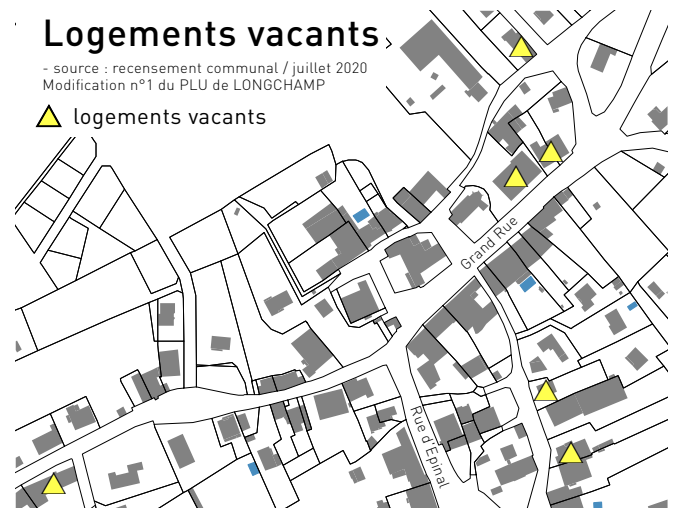 Logements vacants
- source : recensement communal / juillet 2020
Modification n°1 du PLU de LONGCHAMP
logements vacants
Grand Rue
Rue d'Epinal